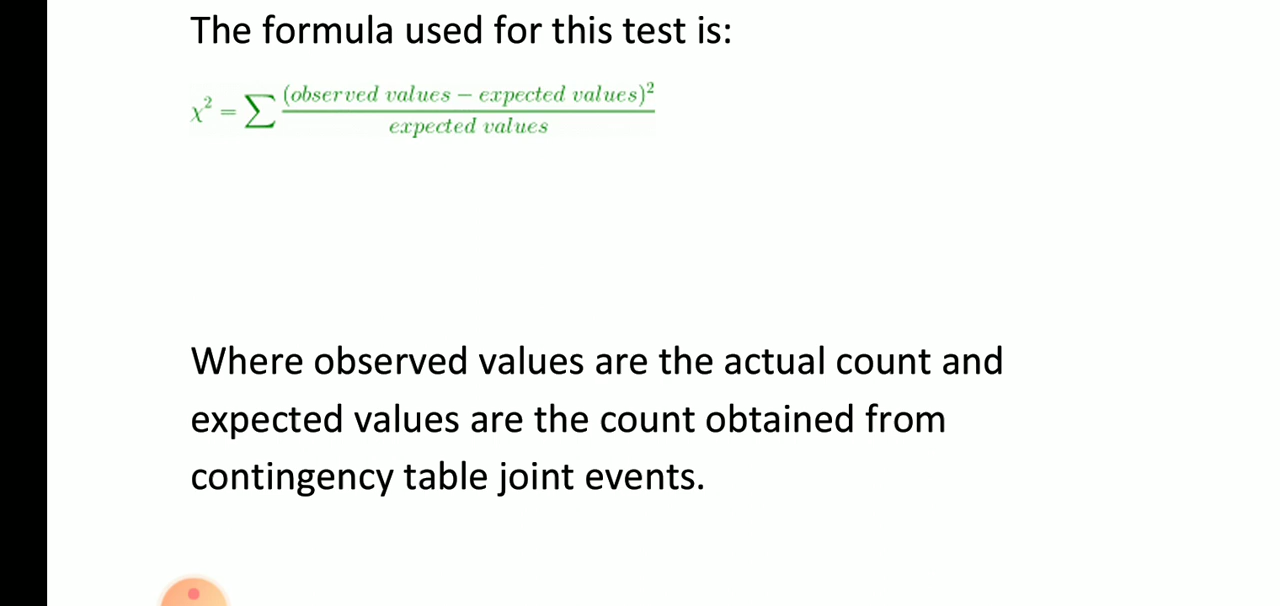 The formula used for this test is:
χ² = ∑ (observed values − expected values)² / expected values
Where observed values are the actual count and
expected values are the count obtained from
contingency table joint events.